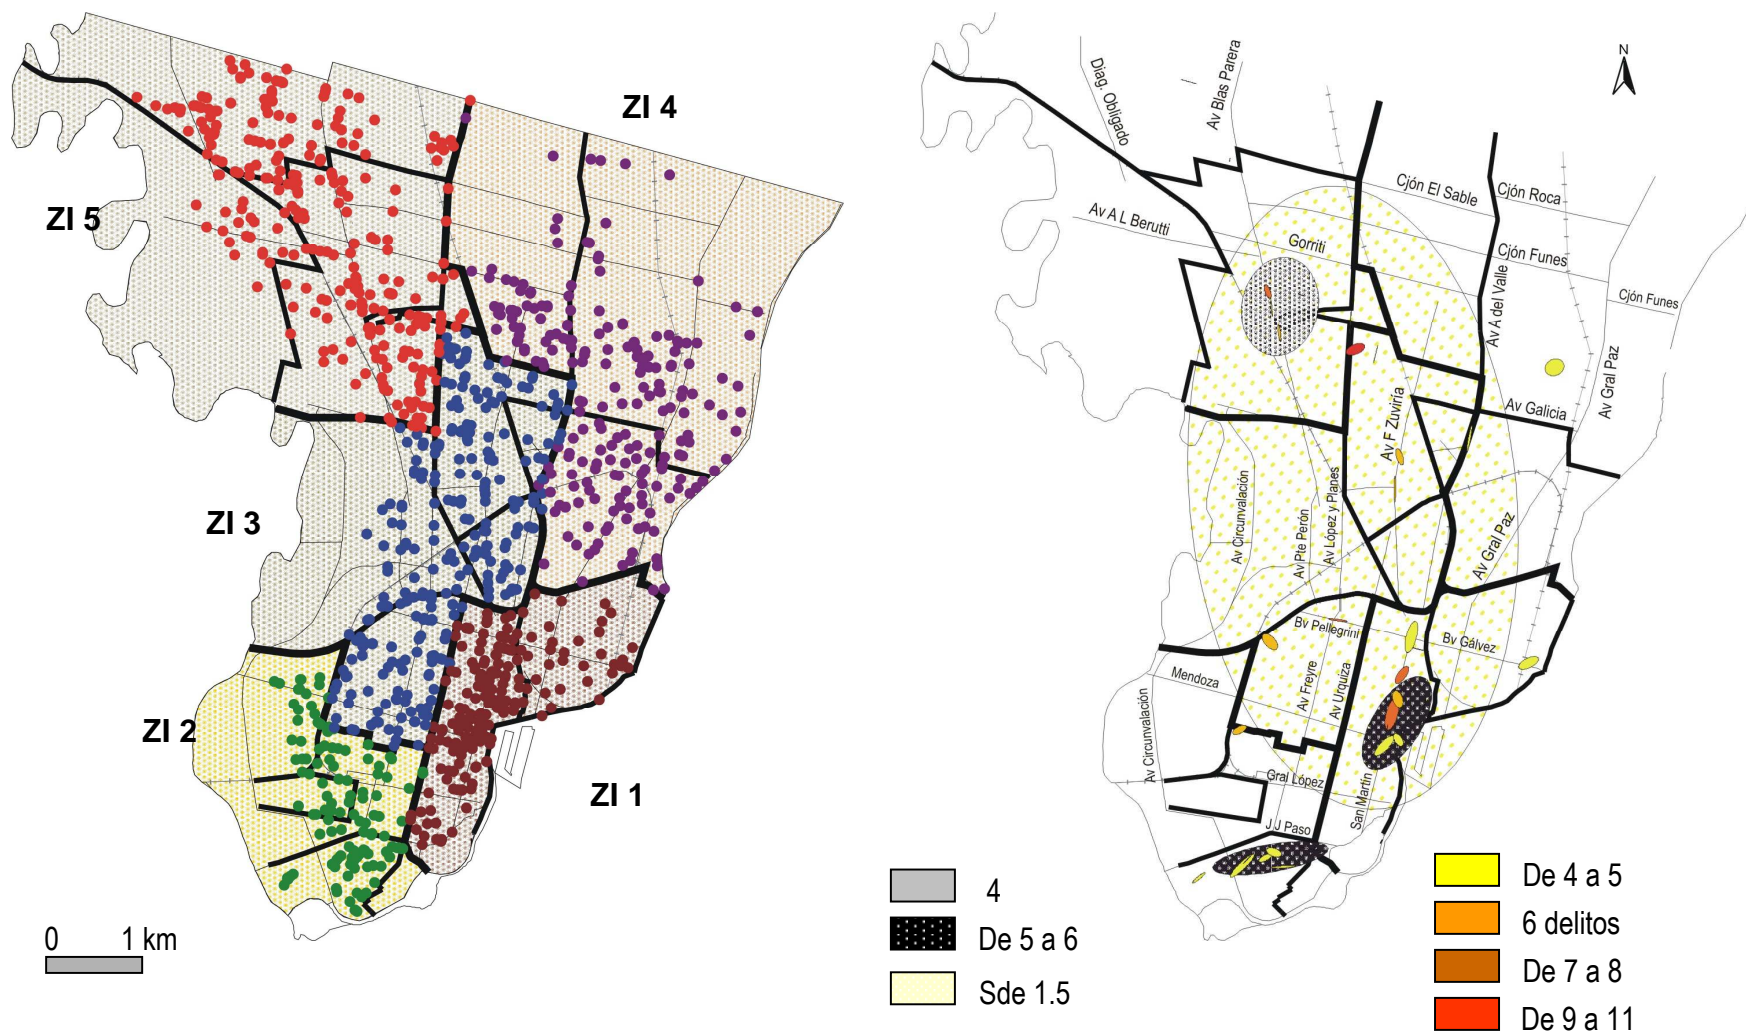 ZI 4
ZI 5
ZI 3
ZI 2
ZI 1
0 1 km
N
Diag. Obligado
Av Blas Parera
Cjón El Sable
Cjón Roca
Av A L Berutti
Gorriti
Cjón Funes
Av A del Valle
Cjón Funes
Av Gral Paz
Av Galicia
Av F Zuviría
Av Circunvalación
Av Pte Perón
Av López y Planes
Av Gral Paz
Bv Pellegrini
Bv Gálvez
Mendoza
Av Freyre
Av Urquiza
Av Circunvalación
Gral López
San Martín
J J Paso
4
De 5 a 6
Sde 1.5
De 4 a 5
6 delitos
De 7 a 8
De 9 a 11